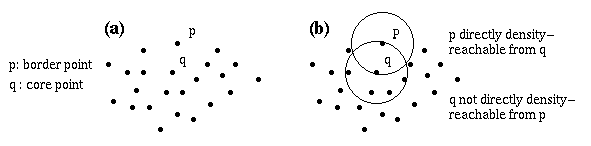 (a)
p
q
p: border point
q : core point
(b)
p
q
p directly density–
reachable from q
q not directly density–
reachable from p